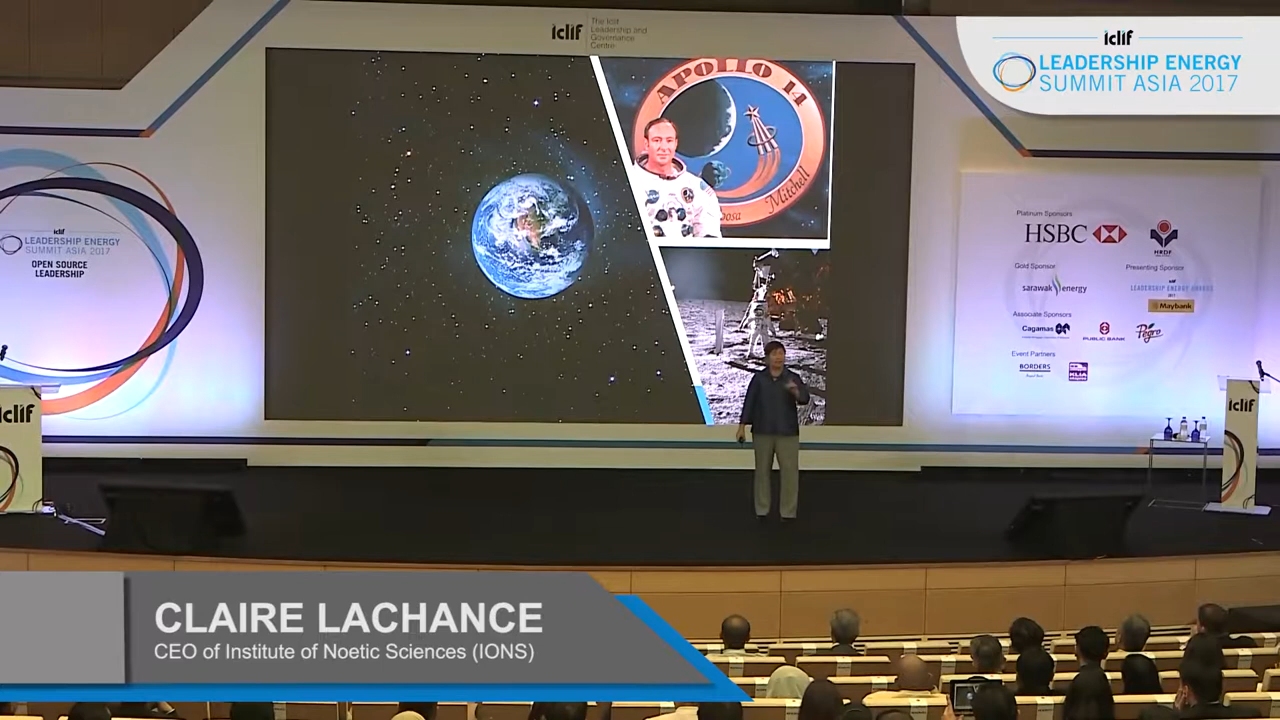 iclif
The Iclif
Leadership and
Governance
Centre
iclif
LEADERSHIP ENERGY
SUMMIT ASIA 2017
APOLLO 14
Mitchell
iclif
LEADERSHIP ENERGY
SUMMIT ASIA 2017
OPEN SOURCE
LEADERSHIP
Platinum Sponsors
HSBC
HRDF
Gold Sponsor
Presenting Sponsor
sarawak energy
LEADERSHIP ENERGY AWARDS
Maybank
Associate Sponsors
Cagamas
PUBLIC BANK
Event Partners
BORDERS
iclif
iclif
CLAIRE LACHANCE
CEO of Institute of Noetic Sciences (IONS)